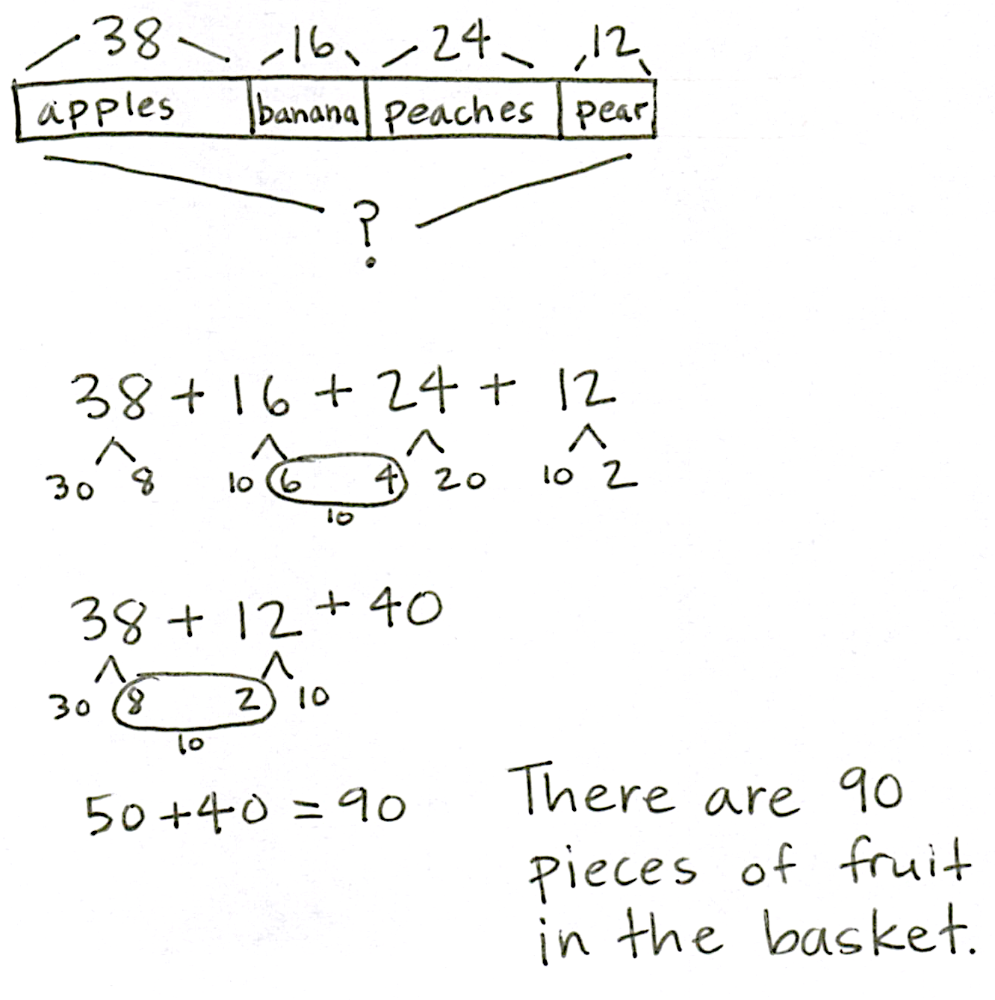 38 16 24 12
apples banana peaches pear
?
38 + 16 + 24 + 12
30 8 10 6 4 20 10 2
10
38 + 12 + 40
30 8 2 10
10
50 + 40 = 90
There are 90
pieces of fruit
in the basket.